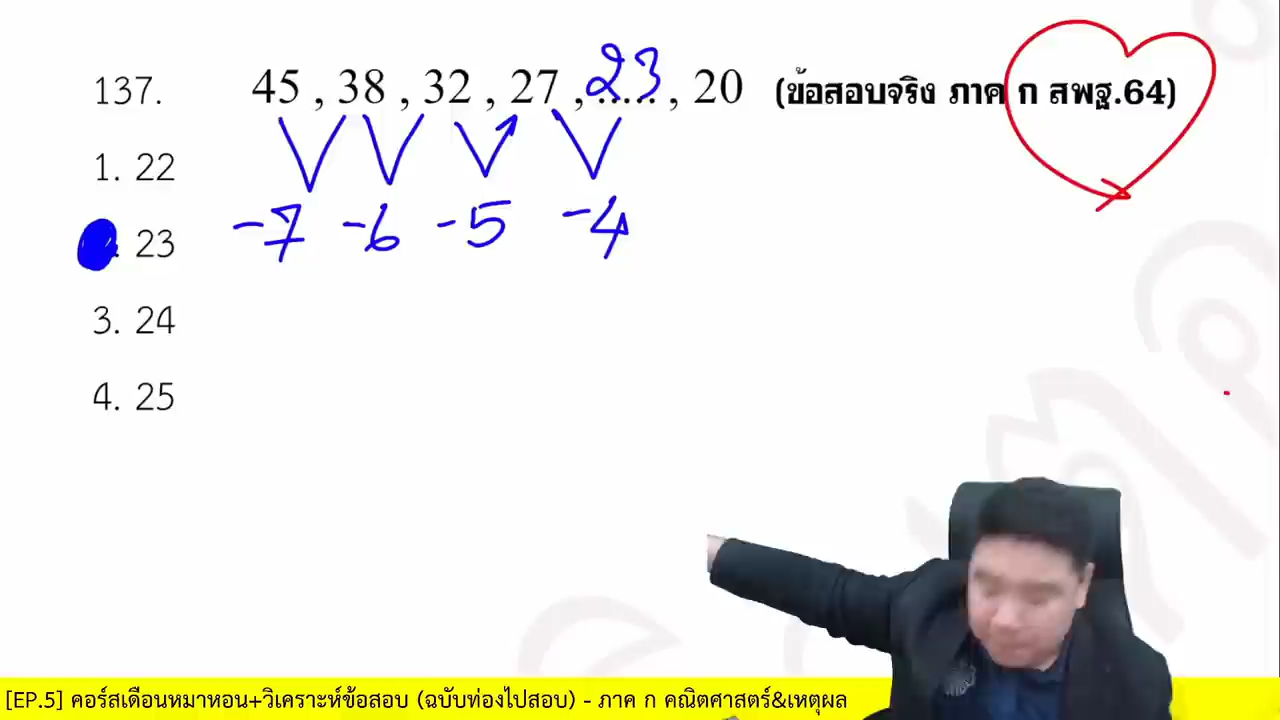 137. 45 , 38 , 32 , 27 , 23 , 20 (ข้อสอบจริง ภาค ก สพฐ.64)
1. 22
-7 -6 -5 -4
23
3. 24
4. 25
[EP.5] คอร์สเดือนหมาหอน+วิเคราะห์ข้อสอบ (ฉบับท่องไปสอบ) - ภาค ก คณิตศาสตร์&เหตุผล